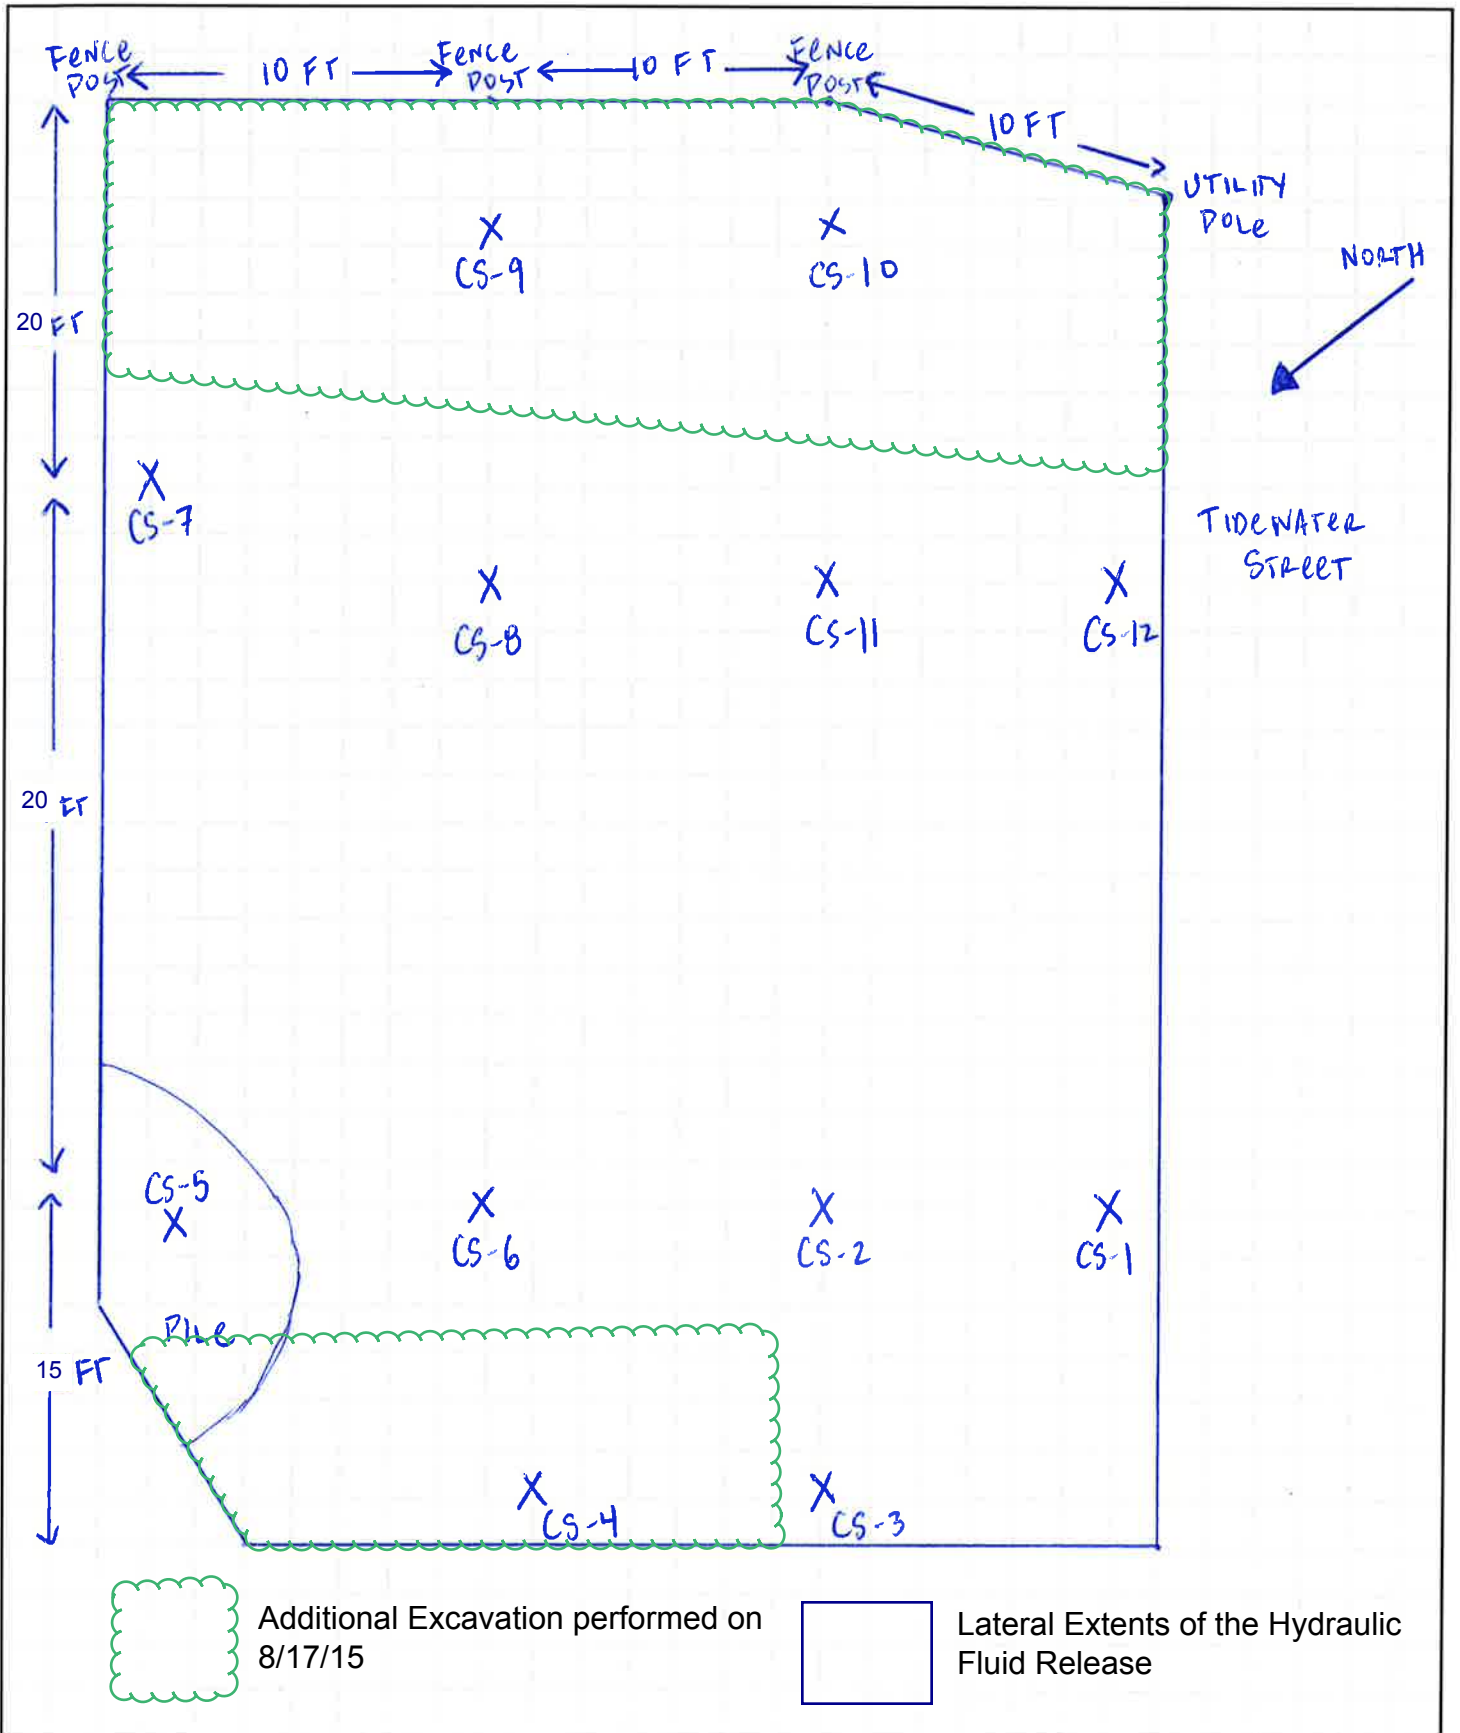 FENCE
POST
10 FT
FENCE
POST
10 FT
FENCE
POST
10 FT
UTILITY
POLE
NORTH
X
CS-9
X
CS-10
20 FT
X
CS-7
TIDEWATER
STREET
X
CS-8
X
CS-11
X
CS-12
20 FT
CS-5
X
X
CS-6
X
CS-2
X
CS-1
PILE
15 FT
X
CS-4
X
CS-3
Additional Excavation performed on
8/17/15
Lateral Extents of the Hydraulic
Fluid Release